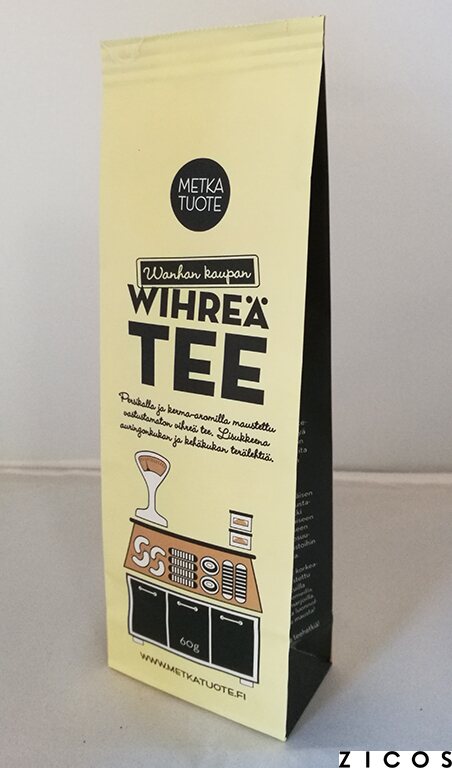 METKA
TUOTE
Wanhan kaupan
WIHREÄ
TEE
Persikalla ja kerma-aromilla maustettu
vastustamaton vihreä tee. Lisukkeena
auringonkukan ja kehäkukan terälehtiä.
60g
WWW.METKATUOTE.FI
teehetkiä!
ZICOS